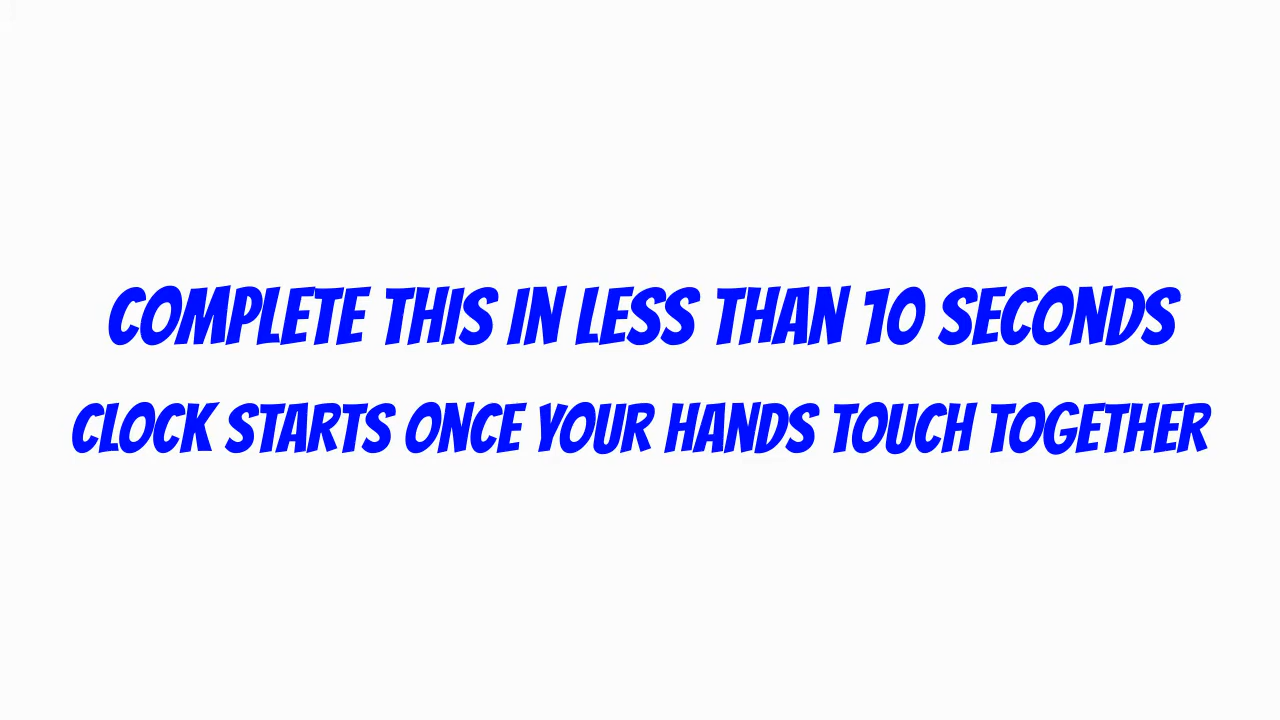 COMPLETE THIS IN LESS THAN 10 SECONDS
CLOCK STARTS ONCE YOUR HANDS TOUCH TOGETHER